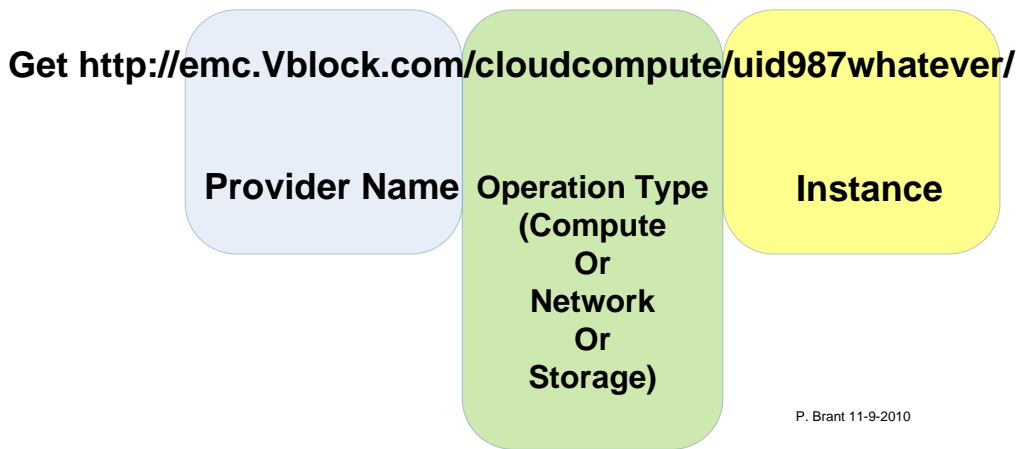 Get http://emc.Vblock.com/cloudcompute/uid987whatever/
Provider Name
Operation Type
(Compute
Or
Network
Or
Storage)
Instance
P. Brant 11-9-2010